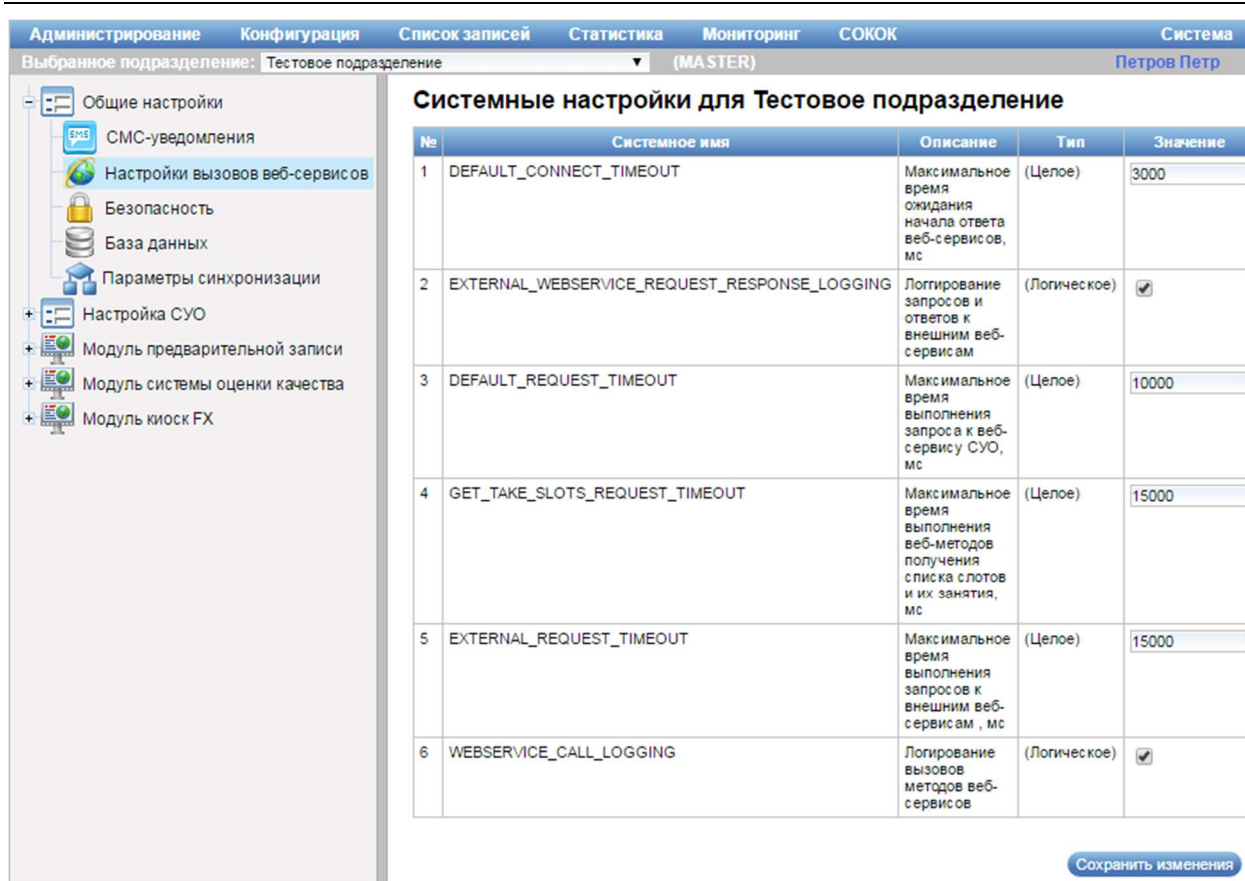 Администрирование Конфигурация Список записей Статистика Мониторинг СОКОК Система
Выбранное подразделение: Тестовое подразделение (MASTER) Петров Петр
Общие настройки
SMS СМС-уведомления
Настройки вызовов веб-сервисов
Безопасность
База данных
Параметры синхронизации
Настройка СУО
Модуль предварительной записи
Модуль системы оценки качества
Модуль киоск FX
Системные настройки для Тестовое подразделение
№ Системное имя Описание Тип Значение
1 DEFAULT_CONNECT_TIMEOUT Максимальное (Целое) 3000
время
ожидания
начала ответа
веб-сервисов,
мс
2 EXTERNAL_WEBSERVICE_REQUEST_RESPONSE_LOGGING Логгирование (Логическое)
запросов и
ответов к
внешним веб-
сервисам
3 DEFAULT_REQUEST_TIMEOUT Максимальное (Целое) 10000
время
выполнения
запроса к веб-
сервису СУО,
мс
4 GET_TAKE_SLOTS_REQUEST_TIMEOUT Максимальное (Целое) 15000
время
выполнения
веб-методов
получения
списка слотов
и их занятия,
мс
5 EXTERNAL_REQUEST_TIMEOUT Максимальное (Целое) 15000
время
выполнения
запросов к
внешним веб-
сервисам , мс
6 WEBSERVICE_CALL_LOGGING Логирование (Логическое)
вызовов
методов веб-
сервисов
Сохранить изменения